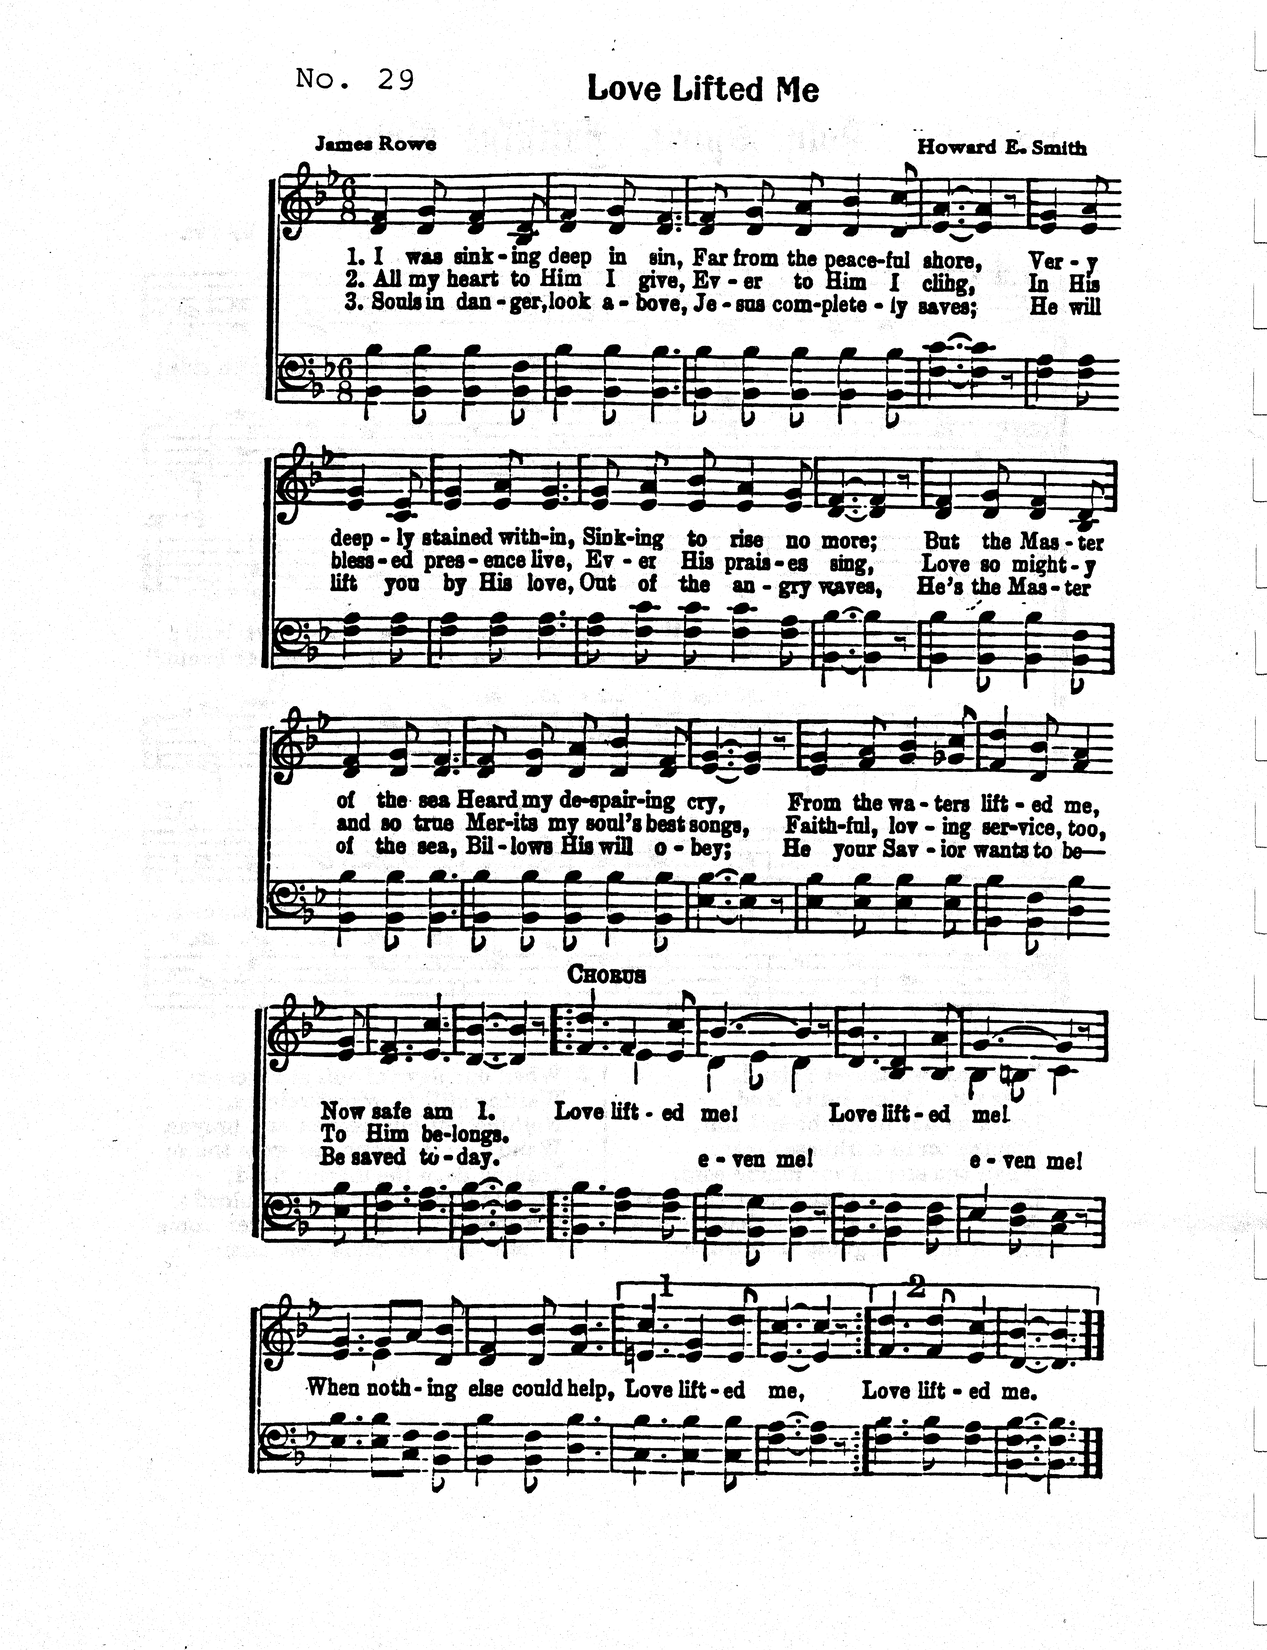 No. 29
Love Lifted Me
James Rowe
Howard E. Smith
1. I was sink-ing deep in sin, Far from the peace-ful shore, Ver-y
2. All my heart to Him I give, Ev-er to Him I cling, In His
3. Souls in dan-ger, look a-bove, Je-sus com-plete-ly saves; He will
deep-ly stained with-in, Sink-ing to rise no more; But the Mas-ter
bless-ed pres-ence live, Ev-er His prais-es sing, Love so might-y
lift you by His love, Out of the an-gry waves, He's the Mas-ter
of the sea Heard my de-spair-ing cry, From the wa-ters lift-ed me,
and so true Mer-its my soul's best songs, Faith-ful, lov-ing ser-vice, too,
of the sea, Bil-lows His will o-bey; He your Sav-ior wants to be—
CHORUS
Now safe am I. Love lift-ed me! Love lift-ed me!
To Him be-longs.
Be saved to-day. e-ven me! e-ven me!
1 2
When noth-ing else could help, Love lift-ed me, Love lift-ed me.